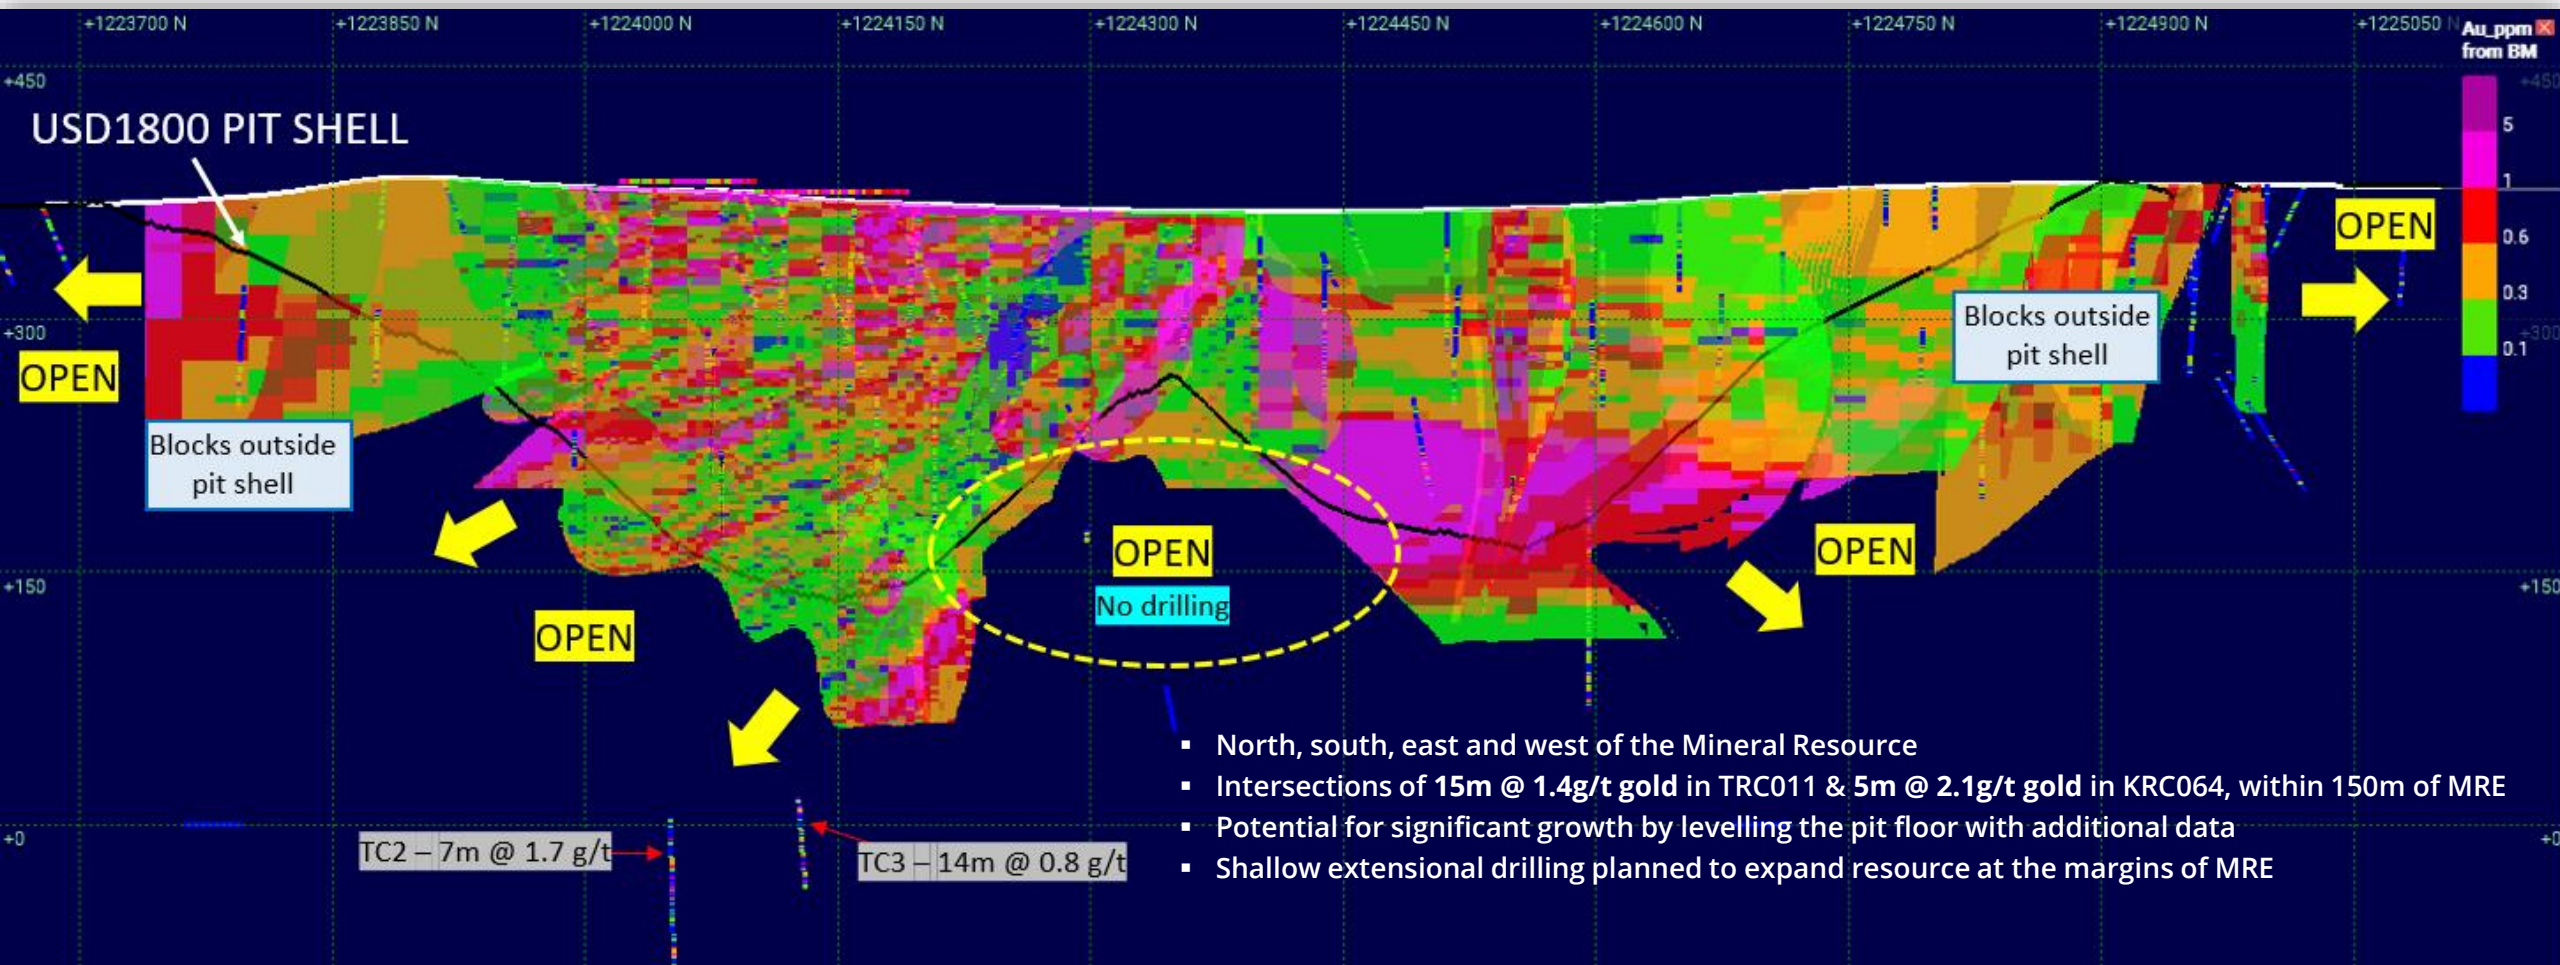 +1223700 N
+1223850 N
+1224000 N
+1224150 N
+1224300 N
+1224450 N
+1224600 N
+1224750 N
+1224900 N
+1225050 N
Au_ppm
from BM
+450
+450
5
USD1800 PIT SHELL
1
OPEN
0.6
0.3
Blocks outside
pit shell
+300
+300
0.1
OPEN
Blocks outside
pit shell
OPEN
No drilling
OPEN
+150
+150
OPEN
▪ North, south, east and west of the Mineral Resource
▪ Intersections of 15m @ 1.4g/t gold in TRC011 & 5m @ 2.1g/t gold in KRC064, within 150m of MRE
▪ Potential for significant growth by levelling the pit floor with additional data
▪ Shallow extensional drilling planned to expand resource at the margins of MRE
+0
+0
TC2 – 7m @ 1.7 g/t
TC3 – 14m @ 0.8 g/t